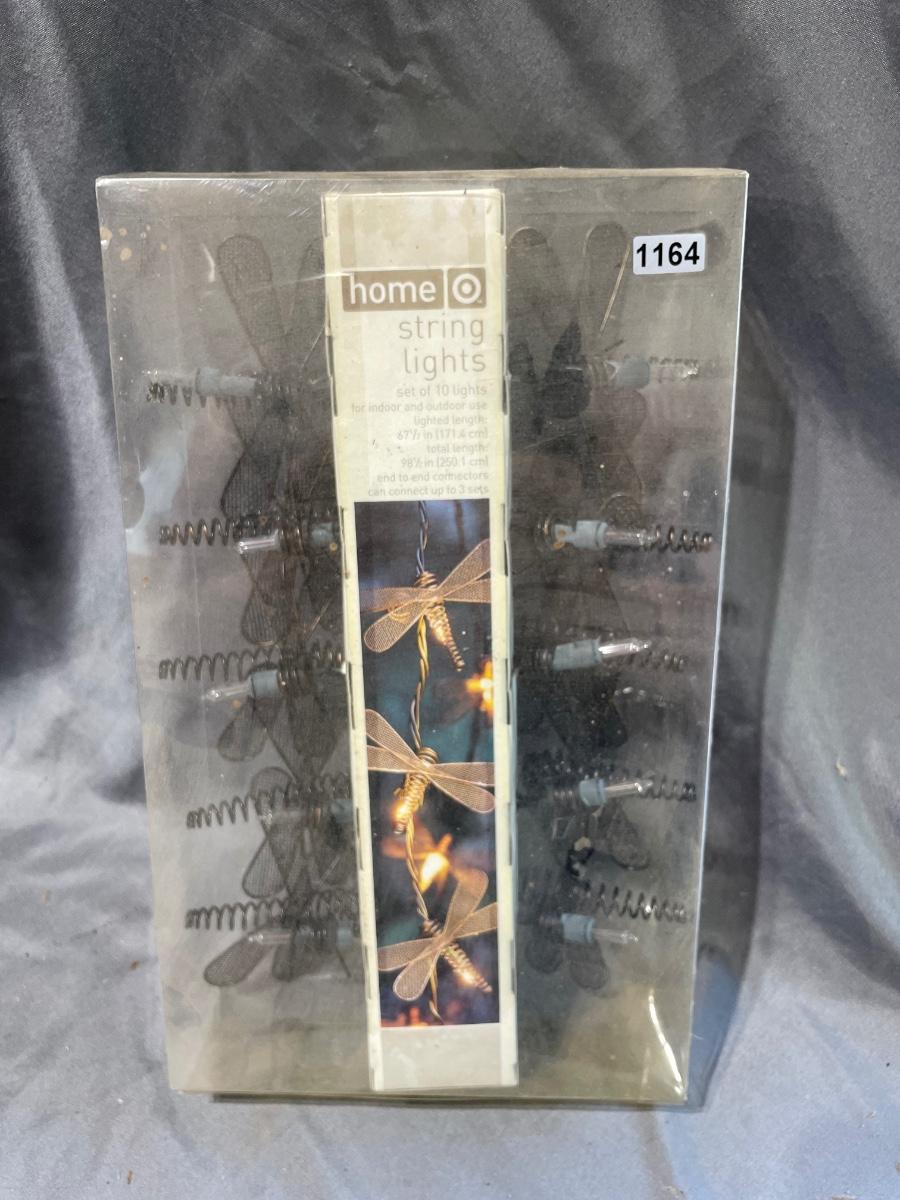 1164
home
string
lights
set of 10 lights
for indoor and outdoor use
lighted length:
67½ in (171.4 cm)
total length:
98½ in (250.1 cm)
end to end connectors
can connect up to 3 sets